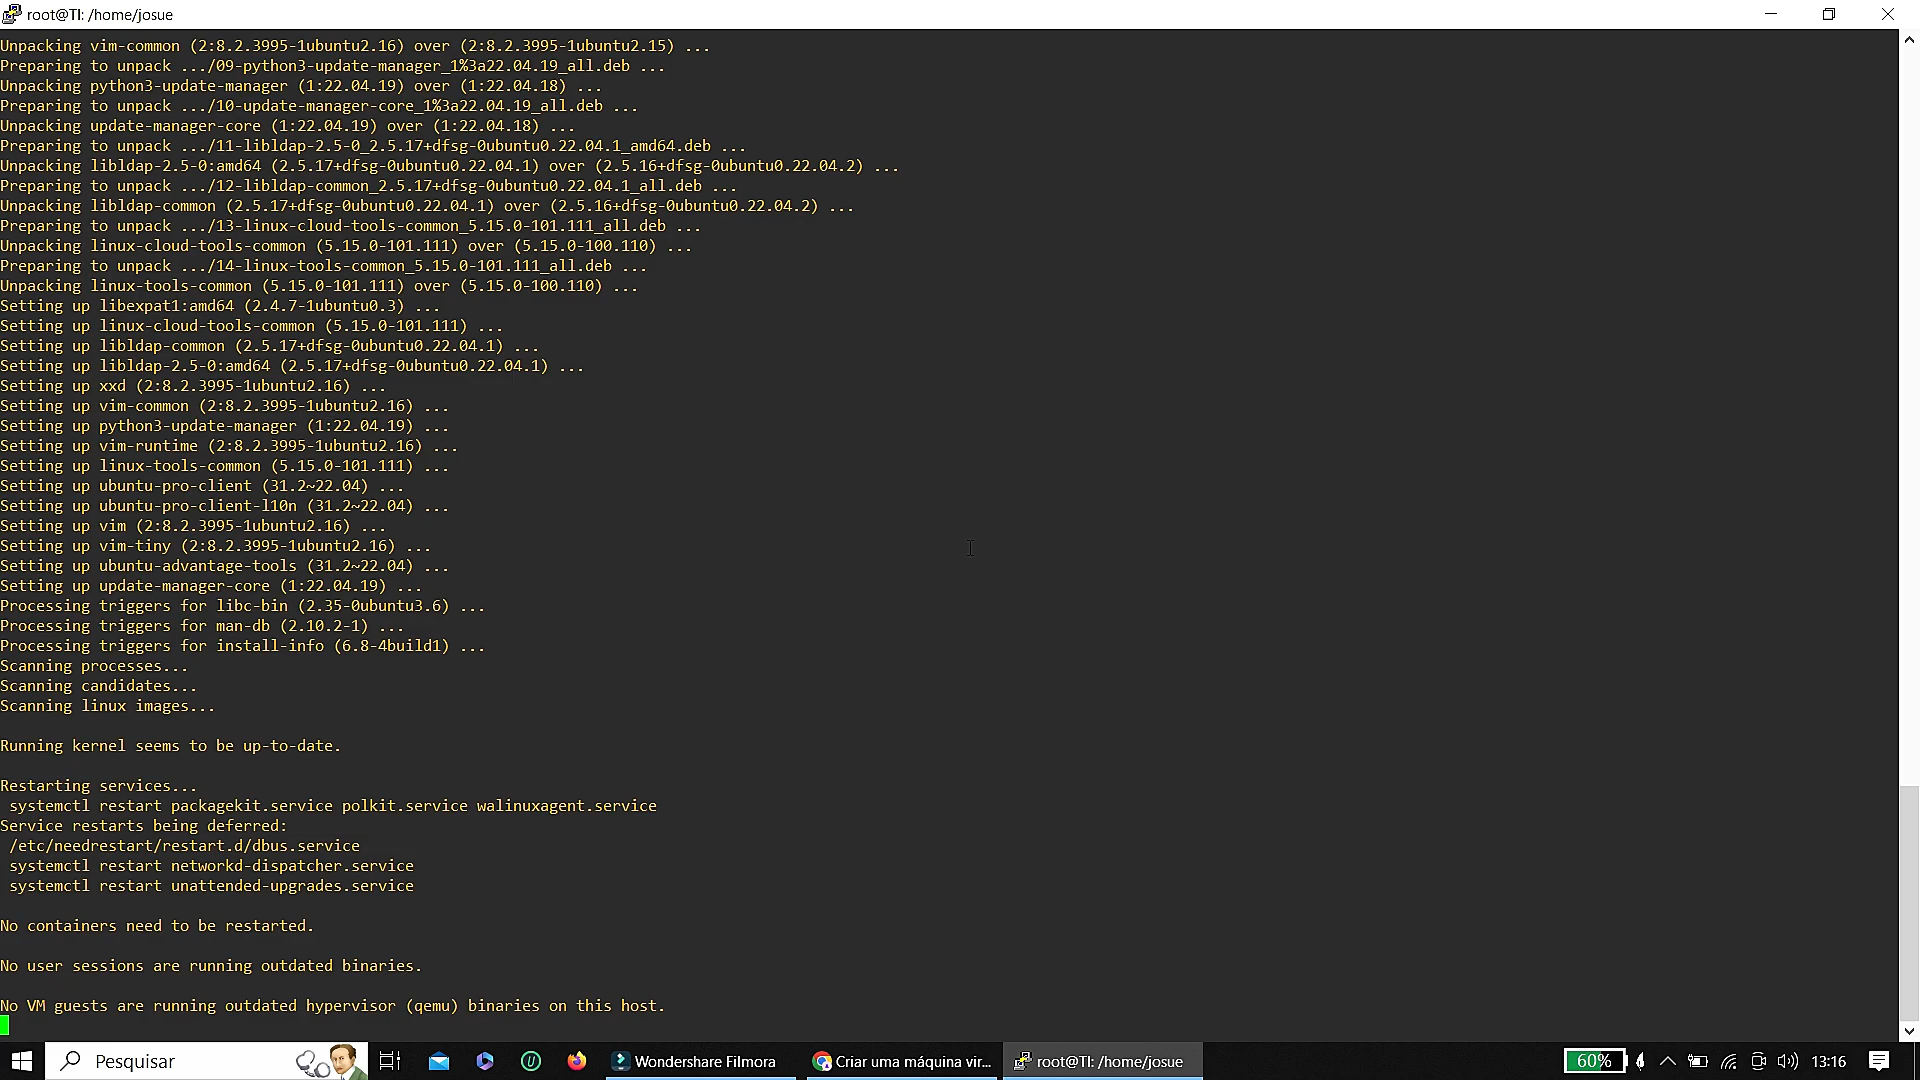 root@TI: /home/josue
Unpacking vim-common (2:8.2.3995-1ubuntu2.16) over (2:8.2.3995-1ubuntu2.15) ...
Preparing to unpack .../09-python3-update-manager_1%3a22.04.19_all.deb ...
Unpacking python3-update-manager (1:22.04.19) over (1:22.04.18) ...
Preparing to unpack .../10-update-manager-core_1%3a22.04.19_all.deb ...
Unpacking update-manager-core (1:22.04.19) over (1:22.04.18) ...
Preparing to unpack .../11-libldap-2.5-0_2.5.17+dfsg-0ubuntu0.22.04.1_amd64.deb ...
Unpacking libldap-2.5-0:amd64 (2.5.17+dfsg-0ubuntu0.22.04.1) over (2.5.16+dfsg-0ubuntu0.22.04.2) ...
Preparing to unpack .../12-libldap-common_2.5.17+dfsg-0ubuntu0.22.04.1_all.deb ...
Unpacking libldap-common (2.5.17+dfsg-0ubuntu0.22.04.1) over (2.5.16+dfsg-0ubuntu0.22.04.2) ...
Preparing to unpack .../13-linux-cloud-tools-common_5.15.0-101.111_all.deb ...
Unpacking linux-cloud-tools-common (5.15.0-101.111) over (5.15.0-100.110) ...
Preparing to unpack .../14-linux-tools-common_5.15.0-101.111_all.deb ...
Unpacking linux-tools-common (5.15.0-101.111) over (5.15.0-100.110) ...
Setting up libexpat1:amd64 (2.4.7-1ubuntu0.3) ...
Setting up linux-cloud-tools-common (5.15.0-101.111) ...
Setting up libldap-common (2.5.17+dfsg-0ubuntu0.22.04.1) ...
Setting up libldap-2.5-0:amd64 (2.5.17+dfsg-0ubuntu0.22.04.1) ...
Setting up xxd (2:8.2.3995-1ubuntu2.16) ...
Setting up vim-common (2:8.2.3995-1ubuntu2.16) ...
Setting up python3-update-manager (1:22.04.19) ...
Setting up vim-runtime (2:8.2.3995-1ubuntu2.16) ...
Setting up linux-tools-common (5.15.0-101.111) ...
Setting up ubuntu-pro-client (31.2~22.04) ...
Setting up ubuntu-pro-client-l10n (31.2~22.04) ...
Setting up vim (2:8.2.3995-1ubuntu2.16) ...
Setting up vim-tiny (2:8.2.3995-1ubuntu2.16) ...
Setting up ubuntu-advantage-tools (31.2~22.04) ...
Setting up update-manager-core (1:22.04.19) ...
Processing triggers for libc-bin (2.35-0ubuntu3.6) ...
Processing triggers for man-db (2.10.2-1) ...
Processing triggers for install-info (6.8-4build1) ...
Scanning processes...
Scanning candidates...
Scanning linux images...
Running kernel seems to be up-to-date.
Restarting services...
systemctl restart packagekit.service polkit.service walinuxagent.service
Service restarts being deferred:
/etc/needrestart/restart.d/dbus.service
systemctl restart networkd-dispatcher.service
systemctl restart unattended-upgrades.service
No containers need to be restarted.
No user sessions are running outdated binaries.
No VM guests are running outdated hypervisor (qemu) binaries on this host.
Pesquisar
Wondershare Filmora
Criar uma máquina vir...
root@TI: /home/josue
60%
13:16